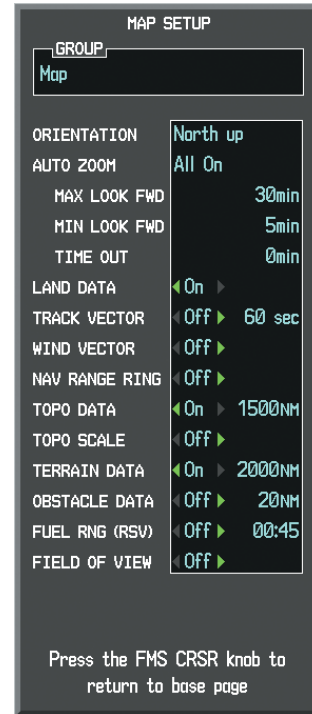 MAP SETUP
GROUP
Map
ORIENTATION North up
AUTO ZOOM All On
MAX LOOK FWD 30min
MIN LOOK FWD 5min
TIME OUT 0min
LAND DATA On
TRACK VECTOR Off 60 sec
WIND VECTOR Off
NAV RANGE RING Off
TOPO DATA On 1500NM
TOPO SCALE Off
TERRAIN DATA On 2000NM
OBSTACLE DATA Off 20NM
FUEL RNG (RSV) Off 00:45
FIELD OF VIEW Off
Press the FMS CRSR knob to
return to base page